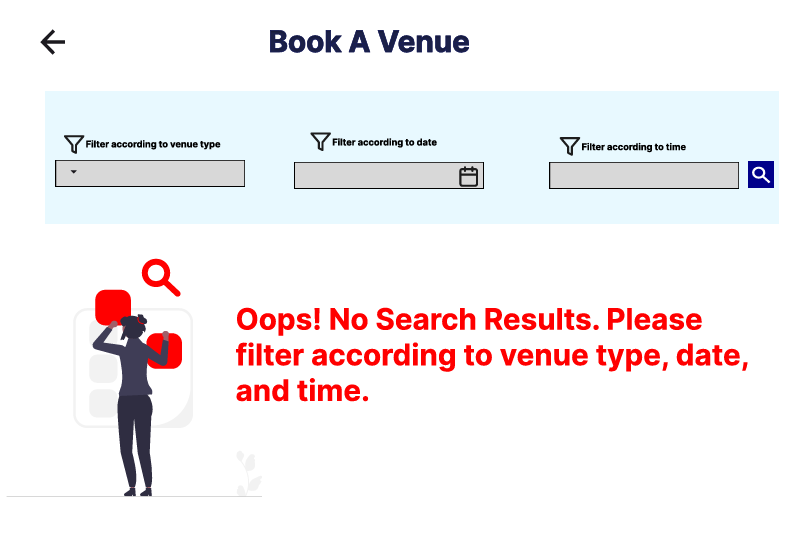 Book A Venue
Filter according to venue type
Filter according to date
Filter according to time
Oops! No Search Results. Please
filter according to venue type, date,
and time.